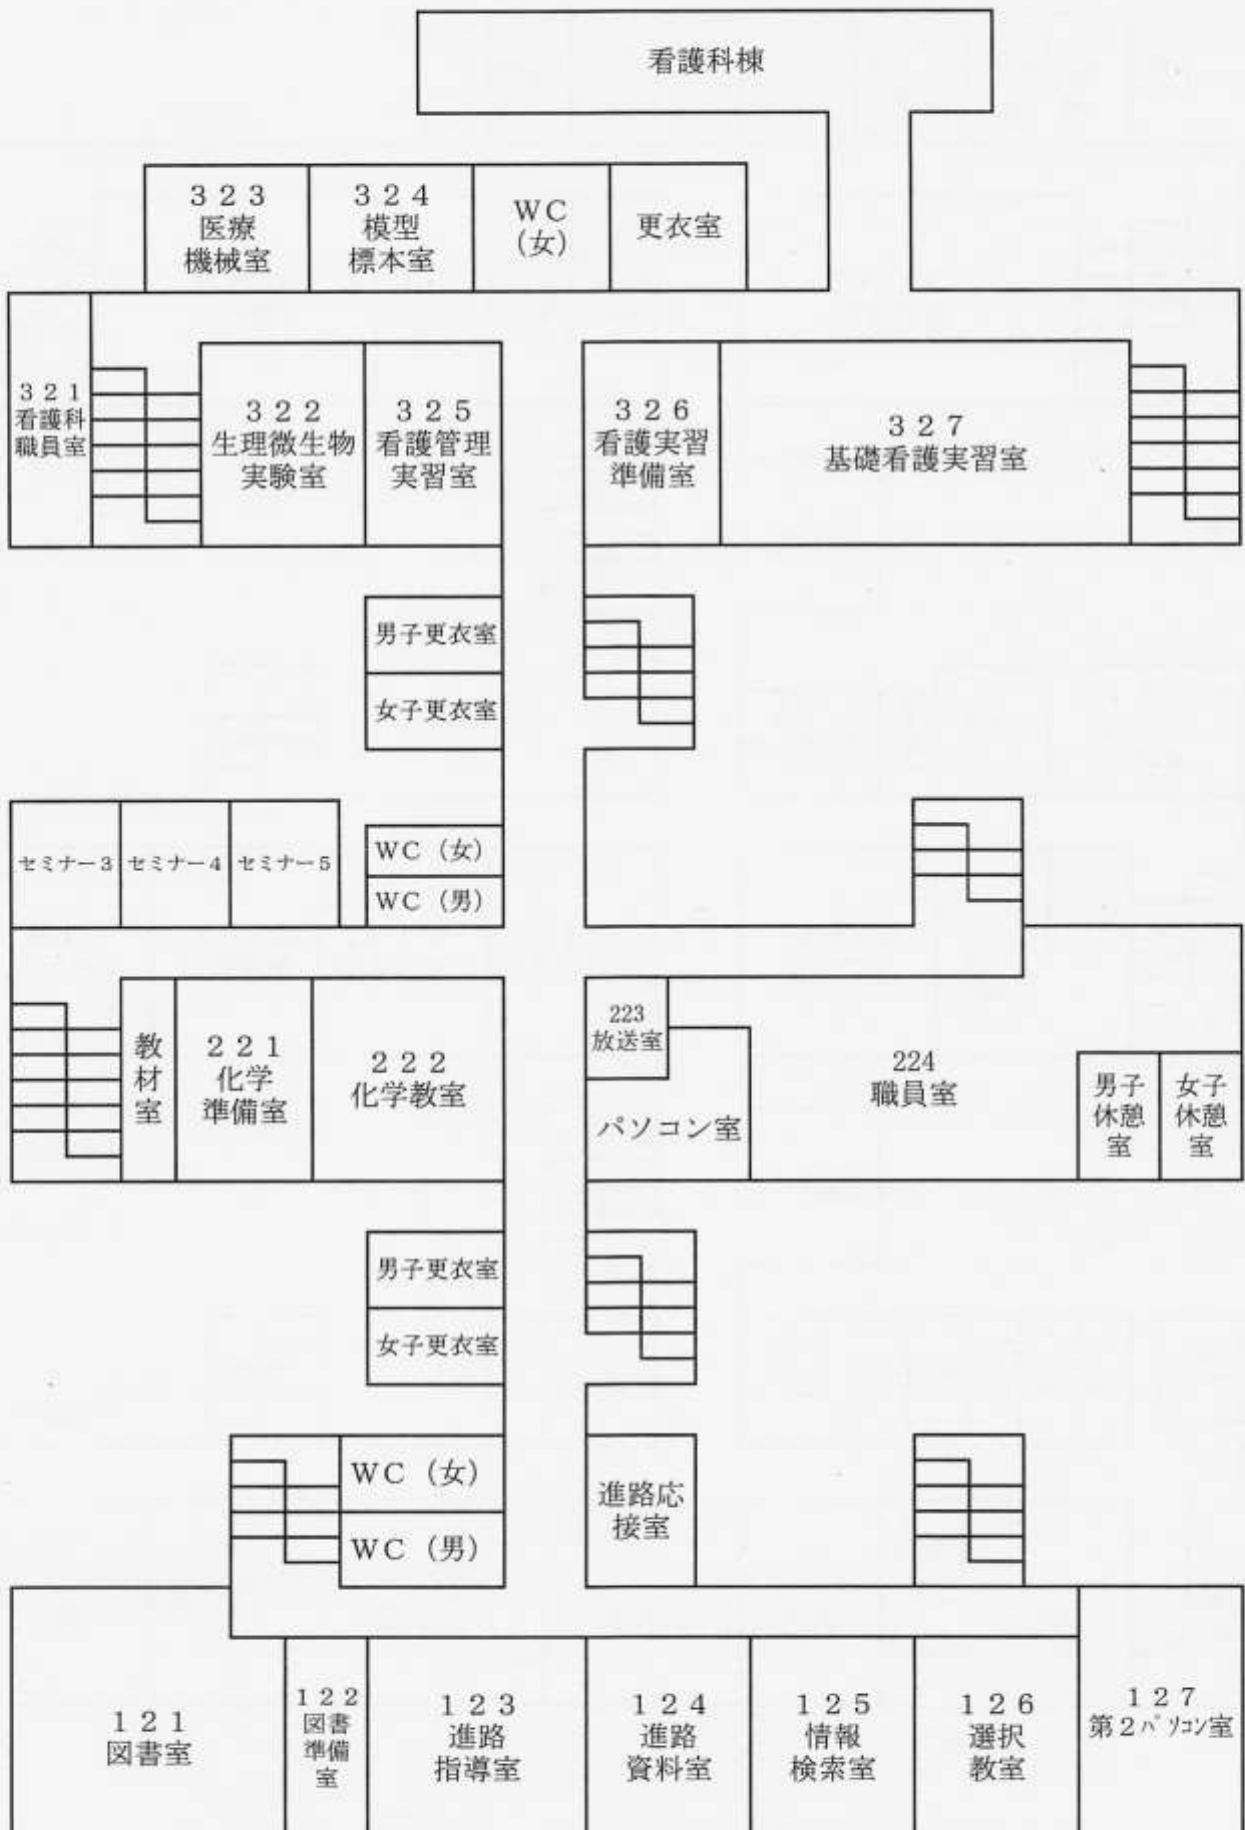 看護科棟
323
医療
機械室
324
模型
標本室
WC
(女)
更衣室
321
看護科
職員室
322
生理微生物
実験室
325
看護管理
実習室
326
看護実習
準備室
327
基礎看護実習室
男子更衣室
女子更衣室
セミナー3
セミナー4
セミナー5
WC（女）
WC（男）
教
材
室
221
化学
準備室
222
化学教室
223
放送室
パソコン室
224
職員室
男子
休憩
室
女子
休憩
室
男子更衣室
女子更衣室
WC（女）
WC（男）
進路応
接室
121
図書室
122
図書
準備
室
123
進路
指導室
124
進路
資料室
125
情報
検索室
126
選択
教室
127
第2ﾊﾟｿｺﾝ室